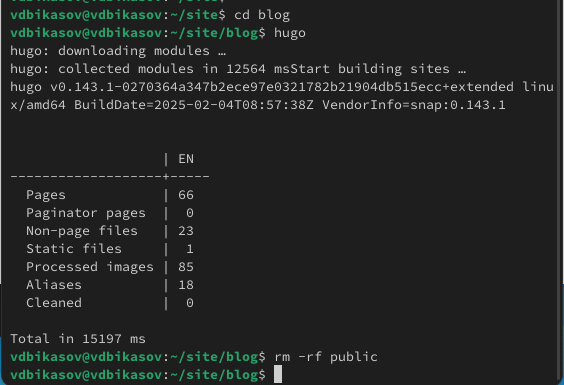 vdbikasov@vdbikasov:~/site$ cd blog
vdbikasov@vdbikasov:~/site/blog$ hugo
hugo: downloading modules …
hugo: collected modules in 12564 msStart building sites …
hugo v0.143.1-0270364a347b2ece97e0321782b21904db515ecc+extended linu
x/amd64 BuildDate=2025-02-04T08:57:38Z VendorInfo=snap:0.143.1
                   | EN
-------------------+-----
  Pages            | 66
  Paginator pages  |  0
  Non-page files   | 23
  Static files     |  1
  Processed images | 85
  Aliases          | 18
  Cleaned          |  0
Total in 15197 ms
vdbikasov@vdbikasov:~/site/blog$ rm -rf public
vdbikasov@vdbikasov:~/site/blog$